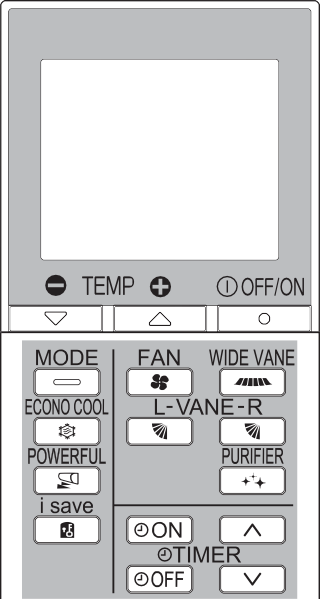 TEMP OFF/ON
MODE FAN WIDE VANE
ECONO COOL L-VANE-R
POWERFUL PURIFIER
i save
ON
TIMER
OFF